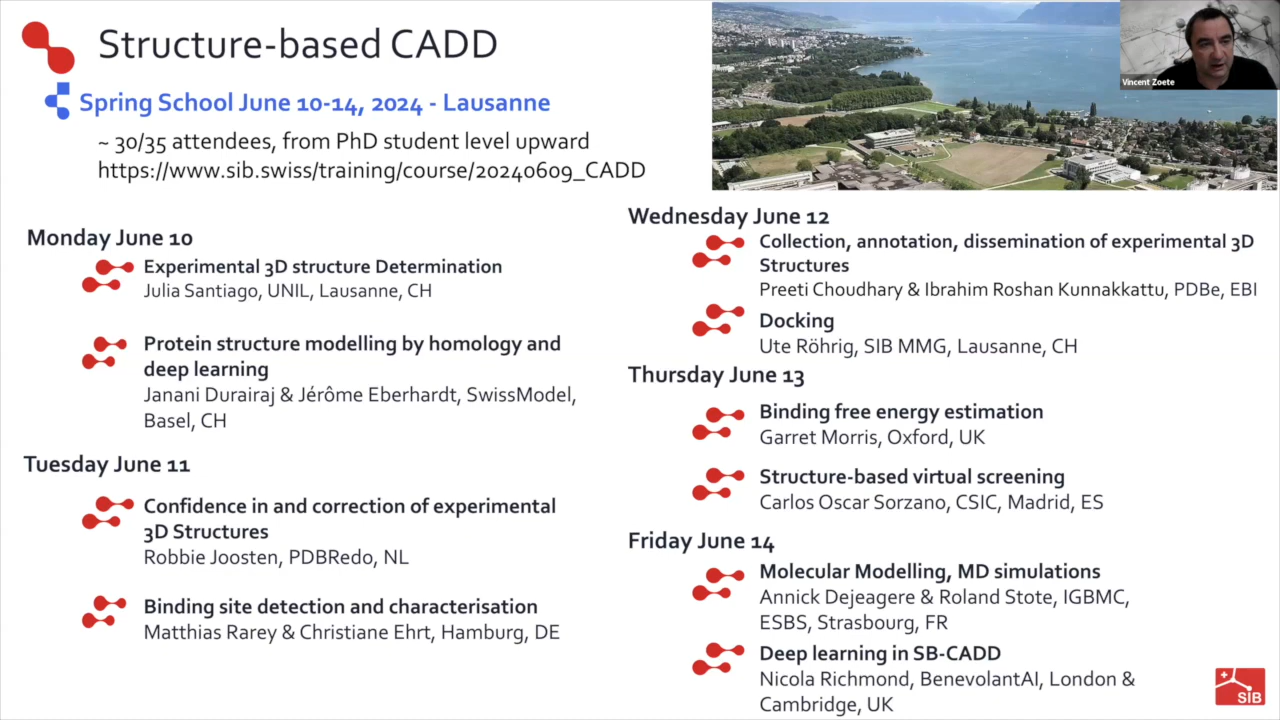 Structure-based CADD
Spring School June 10-14, 2024 - Lausanne
~ 30/35 attendees, from PhD student level upward
https://www.sib.swiss/training/course/20240609_CADD
Vincent Zoete
Monday June 10
Experimental 3D structure Determination
Julia Santiago, UNIL, Lausanne, CH
Protein structure modelling by homology and
deep learning
Janani Durairaj & Jérôme Eberhardt, SwissModel,
Basel, CH
Tuesday June 11
Confidence in and correction of experimental
3D Structures
Robbie Joosten, PDBRedo, NL
Binding site detection and characterisation
Matthias Rarey & Christiane Ehrt, Hamburg, DE
Wednesday June 12
Collection, annotation, dissemination of experimental 3D
Structures
Preeti Choudhary & Ibrahim Roshan Kunnakkattu, PDBe, EBI
Docking
Ute Röhrig, SIB MMG, Lausanne, CH
Thursday June 13
Binding free energy estimation
Garret Morris, Oxford, UK
Structure-based virtual screening
Carlos Oscar Sorzano, CSIC, Madrid, ES
Friday June 14
Molecular Modelling, MD simulations
Annick Dejeagere & Roland Stote, IGBMC,
ESBS, Strasbourg, FR
Deep learning in SB-CADD
Nicola Richmond, BenevolantAI, London &
Cambridge, UK
SIB